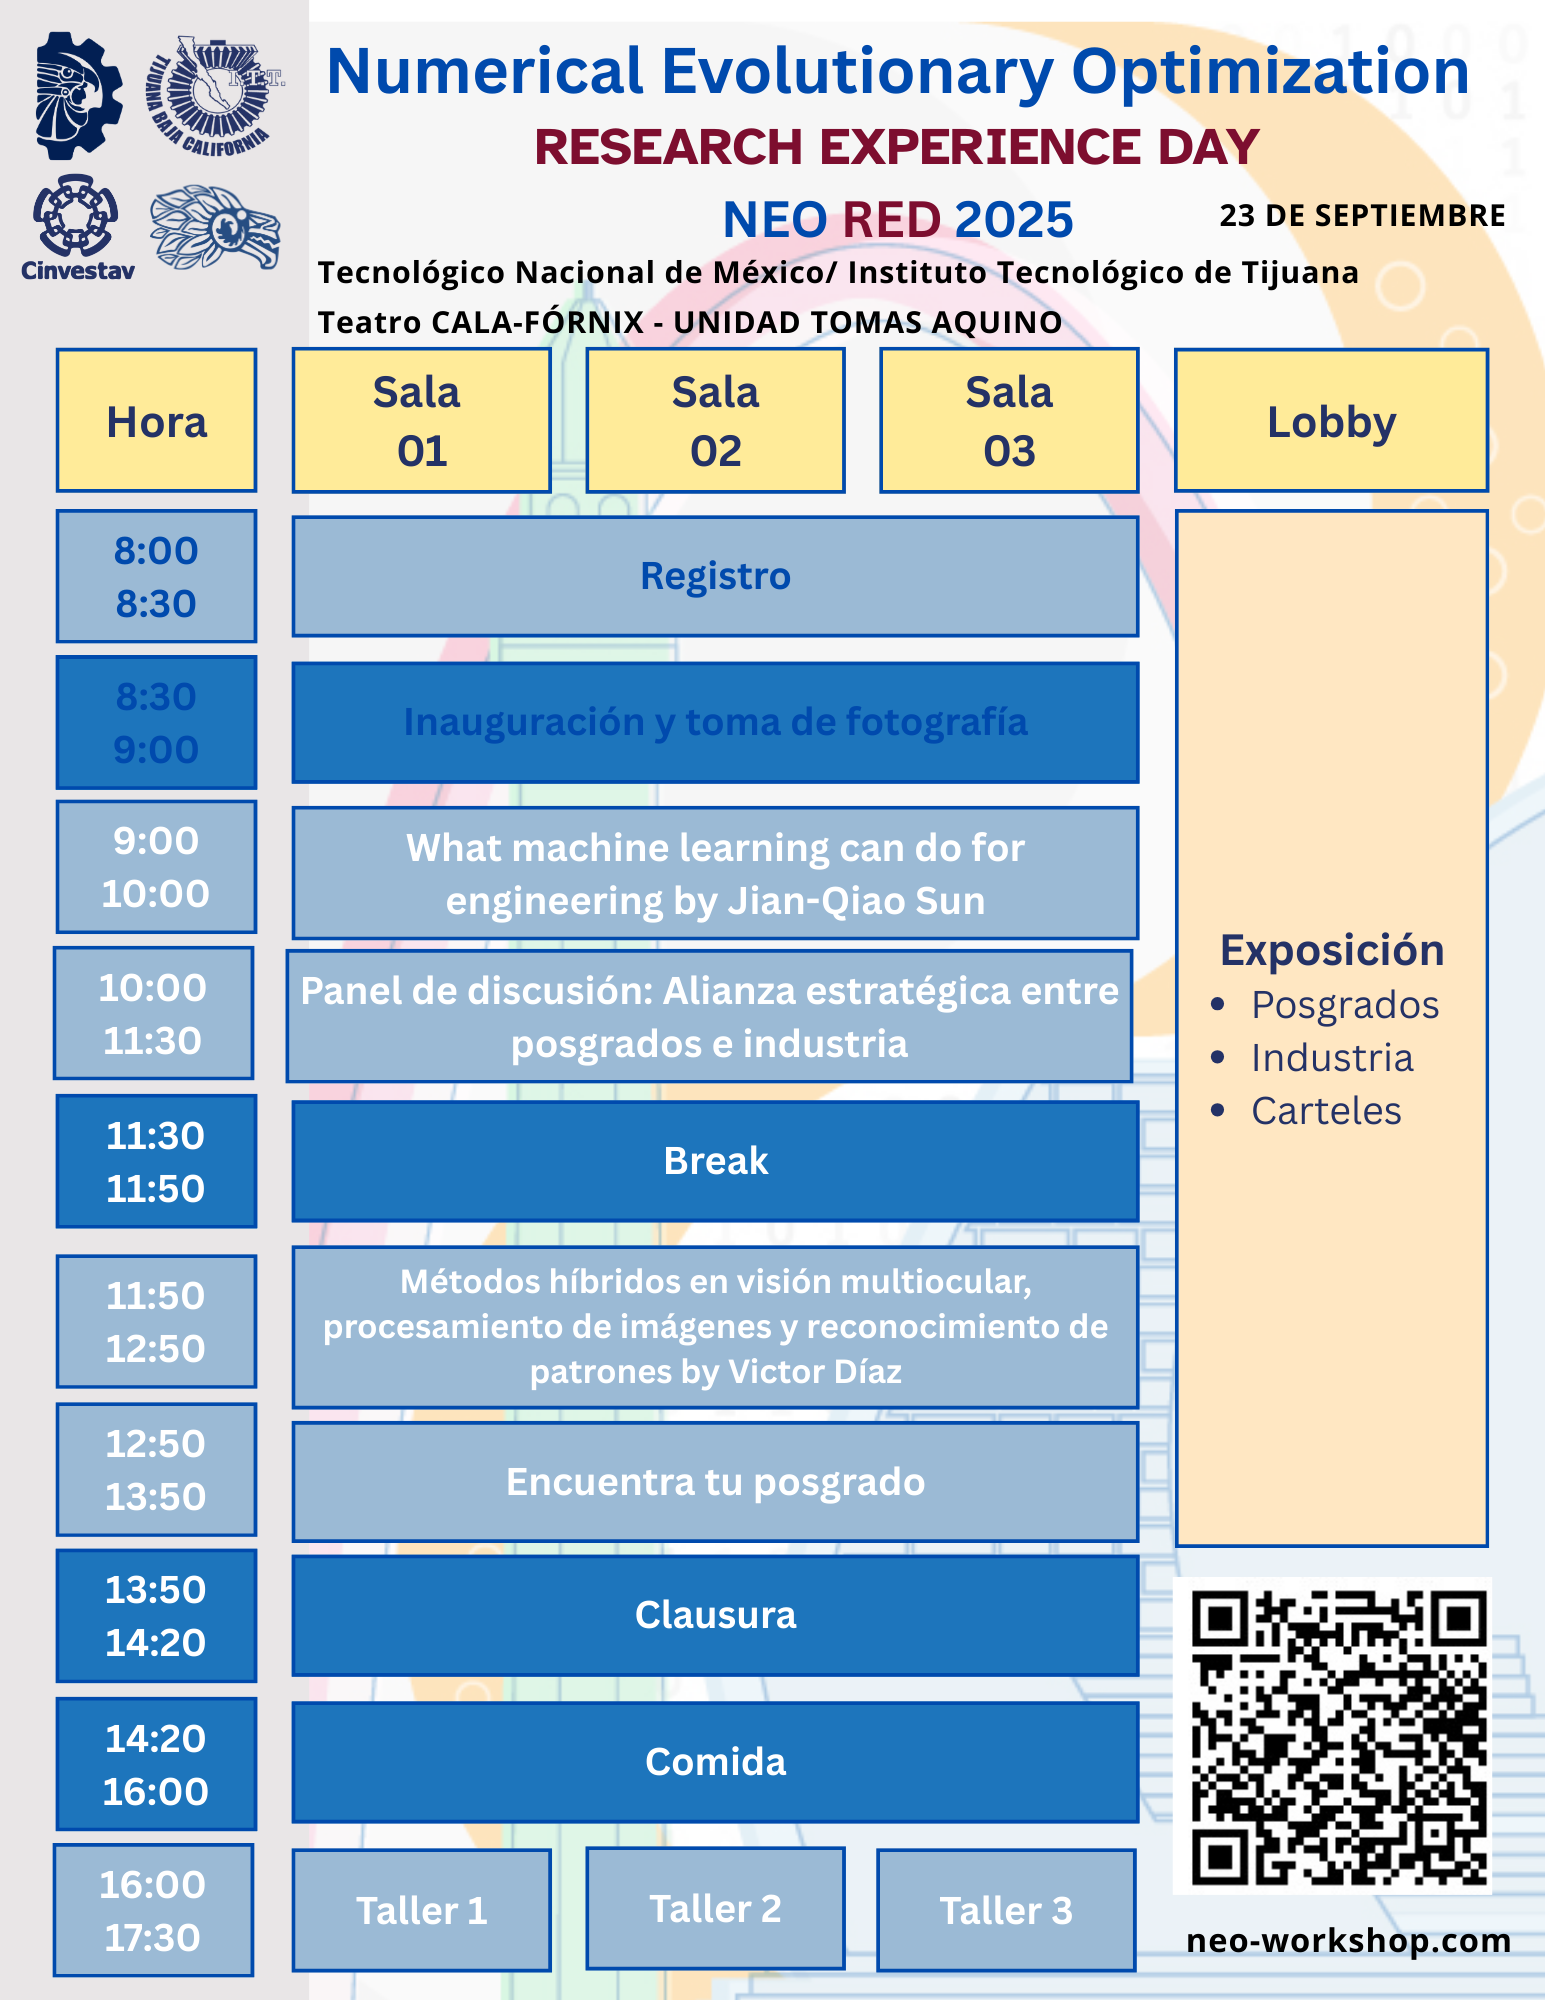 Numerical Evolutionary Optimization
RESEARCH EXPERIENCE DAY
NEO RED 2025
23 DE SEPTIEMBRE
Tecnológico Nacional de México/ Instituto Tecnológico de Tijuana
Teatro CALA-FÓRNIX - UNIDAD TOMAS AQUINO
I.T.T.
TIJUANA BAJA CALIFORNIA
Cinvestav
Hora
Sala
01
Sala
02
Sala
03
Lobby
8:00
8:30
Registro
8:30
9:00
Inauguración y toma de fotografía
9:00
10:00
What machine learning can do for
engineering by Jian-Qiao Sun
10:00
11:30
Panel de discusión: Alianza estratégica entre
posgrados e industria
11:30
11:50
Break
11:50
12:50
Métodos híbridos en visión multiocular,
procesamiento de imágenes y reconocimiento de
patrones by Victor Díaz
12:50
13:50
Encuentra tu posgrado
13:50
14:20
Clausura
14:20
16:00
Comida
16:00
17:30
Taller 1
Taller 2
Taller 3
Exposición
• Posgrados
• Industria
• Carteles
neo-workshop.com